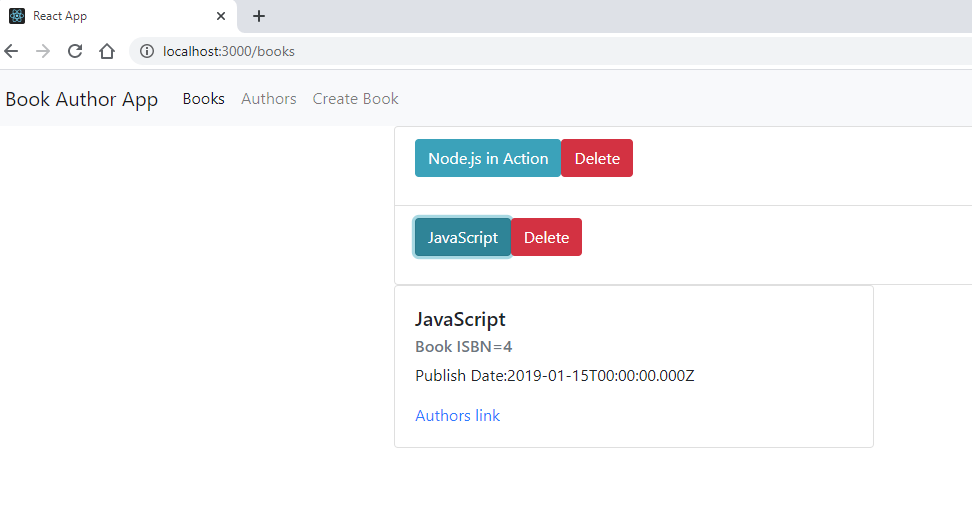 React App
localhost:3000/books
Book Author App Books Authors Create Book
Node.js in Action Delete
JavaScript Delete
JavaScript
Book ISBN=4
Publish Date:2019-01-15T00:00:00.000Z
Authors link